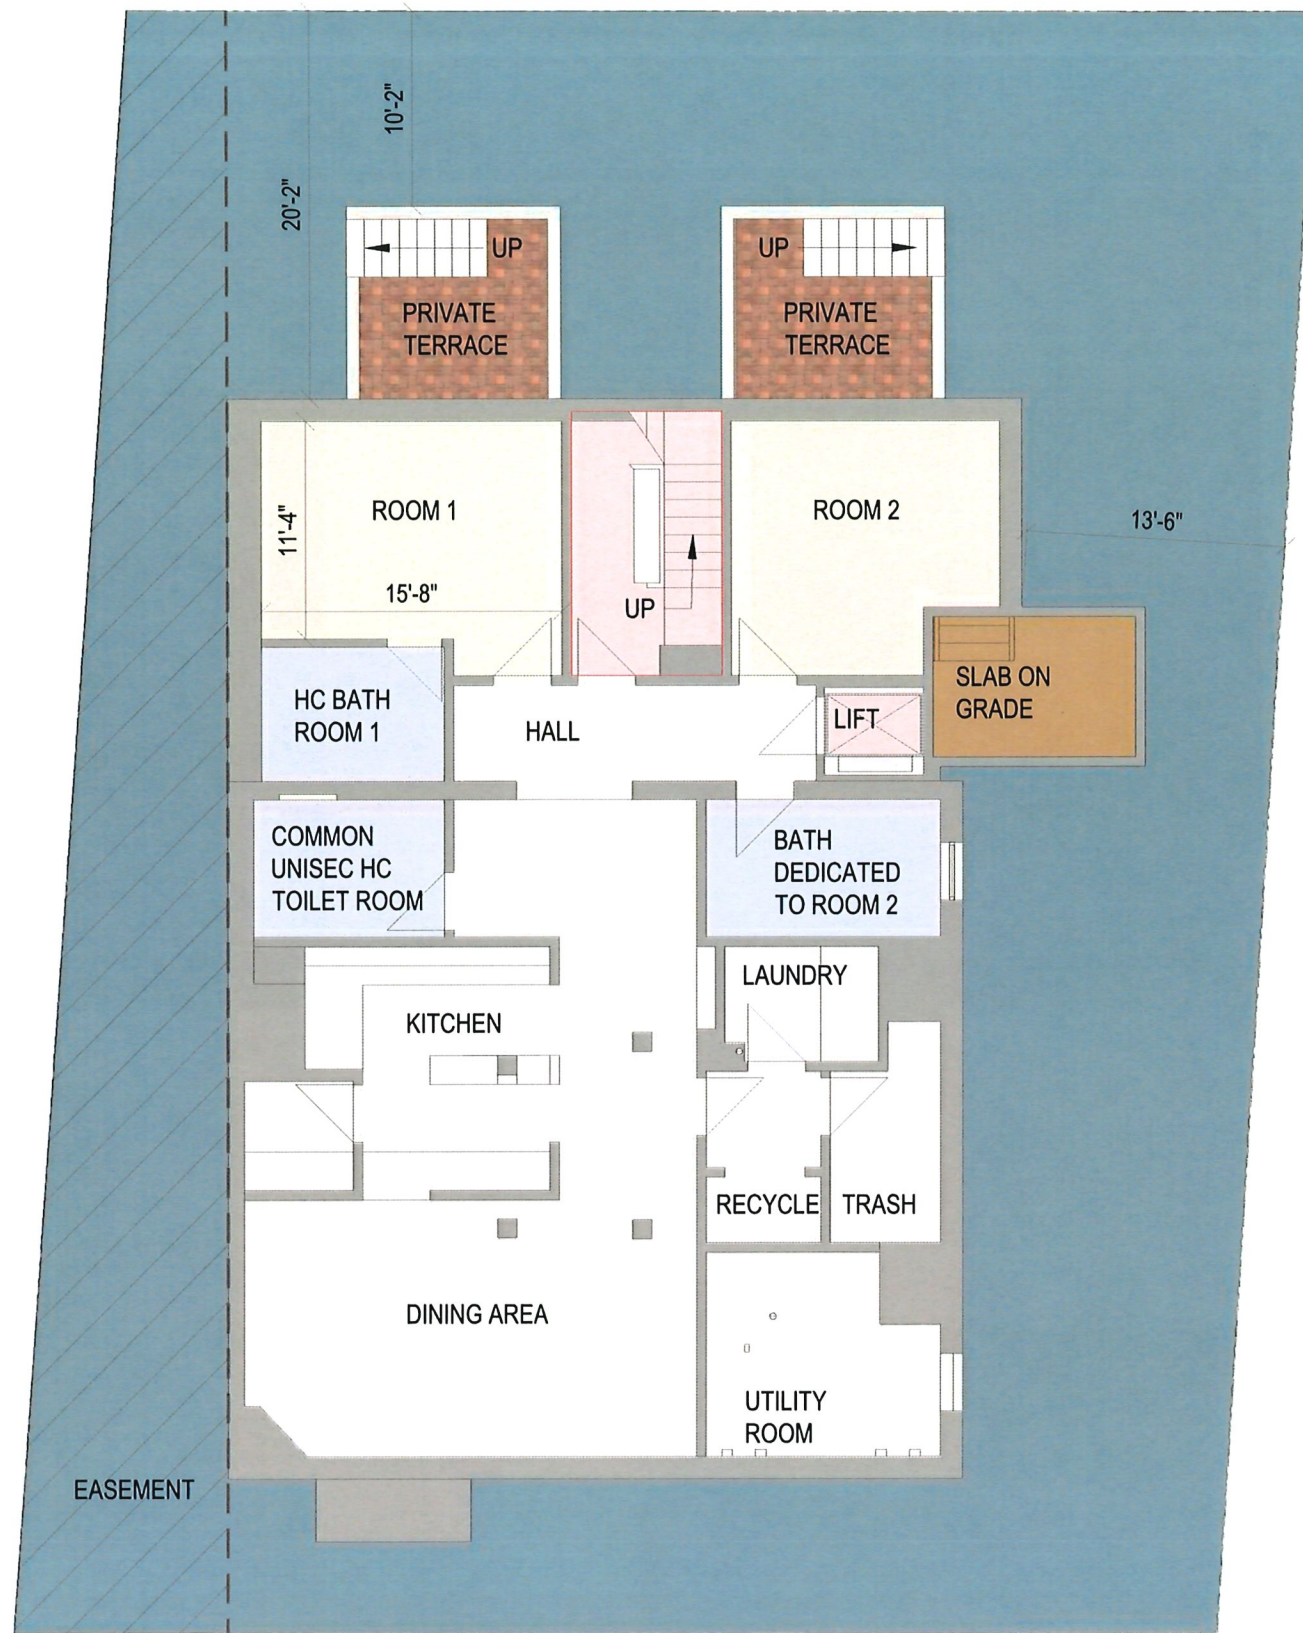 10'-2"
20'-2"
UP
UP
PRIVATE
TERRACE
PRIVATE
TERRACE
ROOM 1
ROOM 2
11'-4"
13'-6"
15'-8"
UP
HC BATH
ROOM 1
HALL
LIFT
SLAB ON
GRADE
COMMON
UNISEC HC
TOILET ROOM
BATH
DEDICATED
TO ROOM 2
LAUNDRY
KITCHEN
RECYCLE
TRASH
DINING AREA
UTILITY
ROOM
EASEMENT